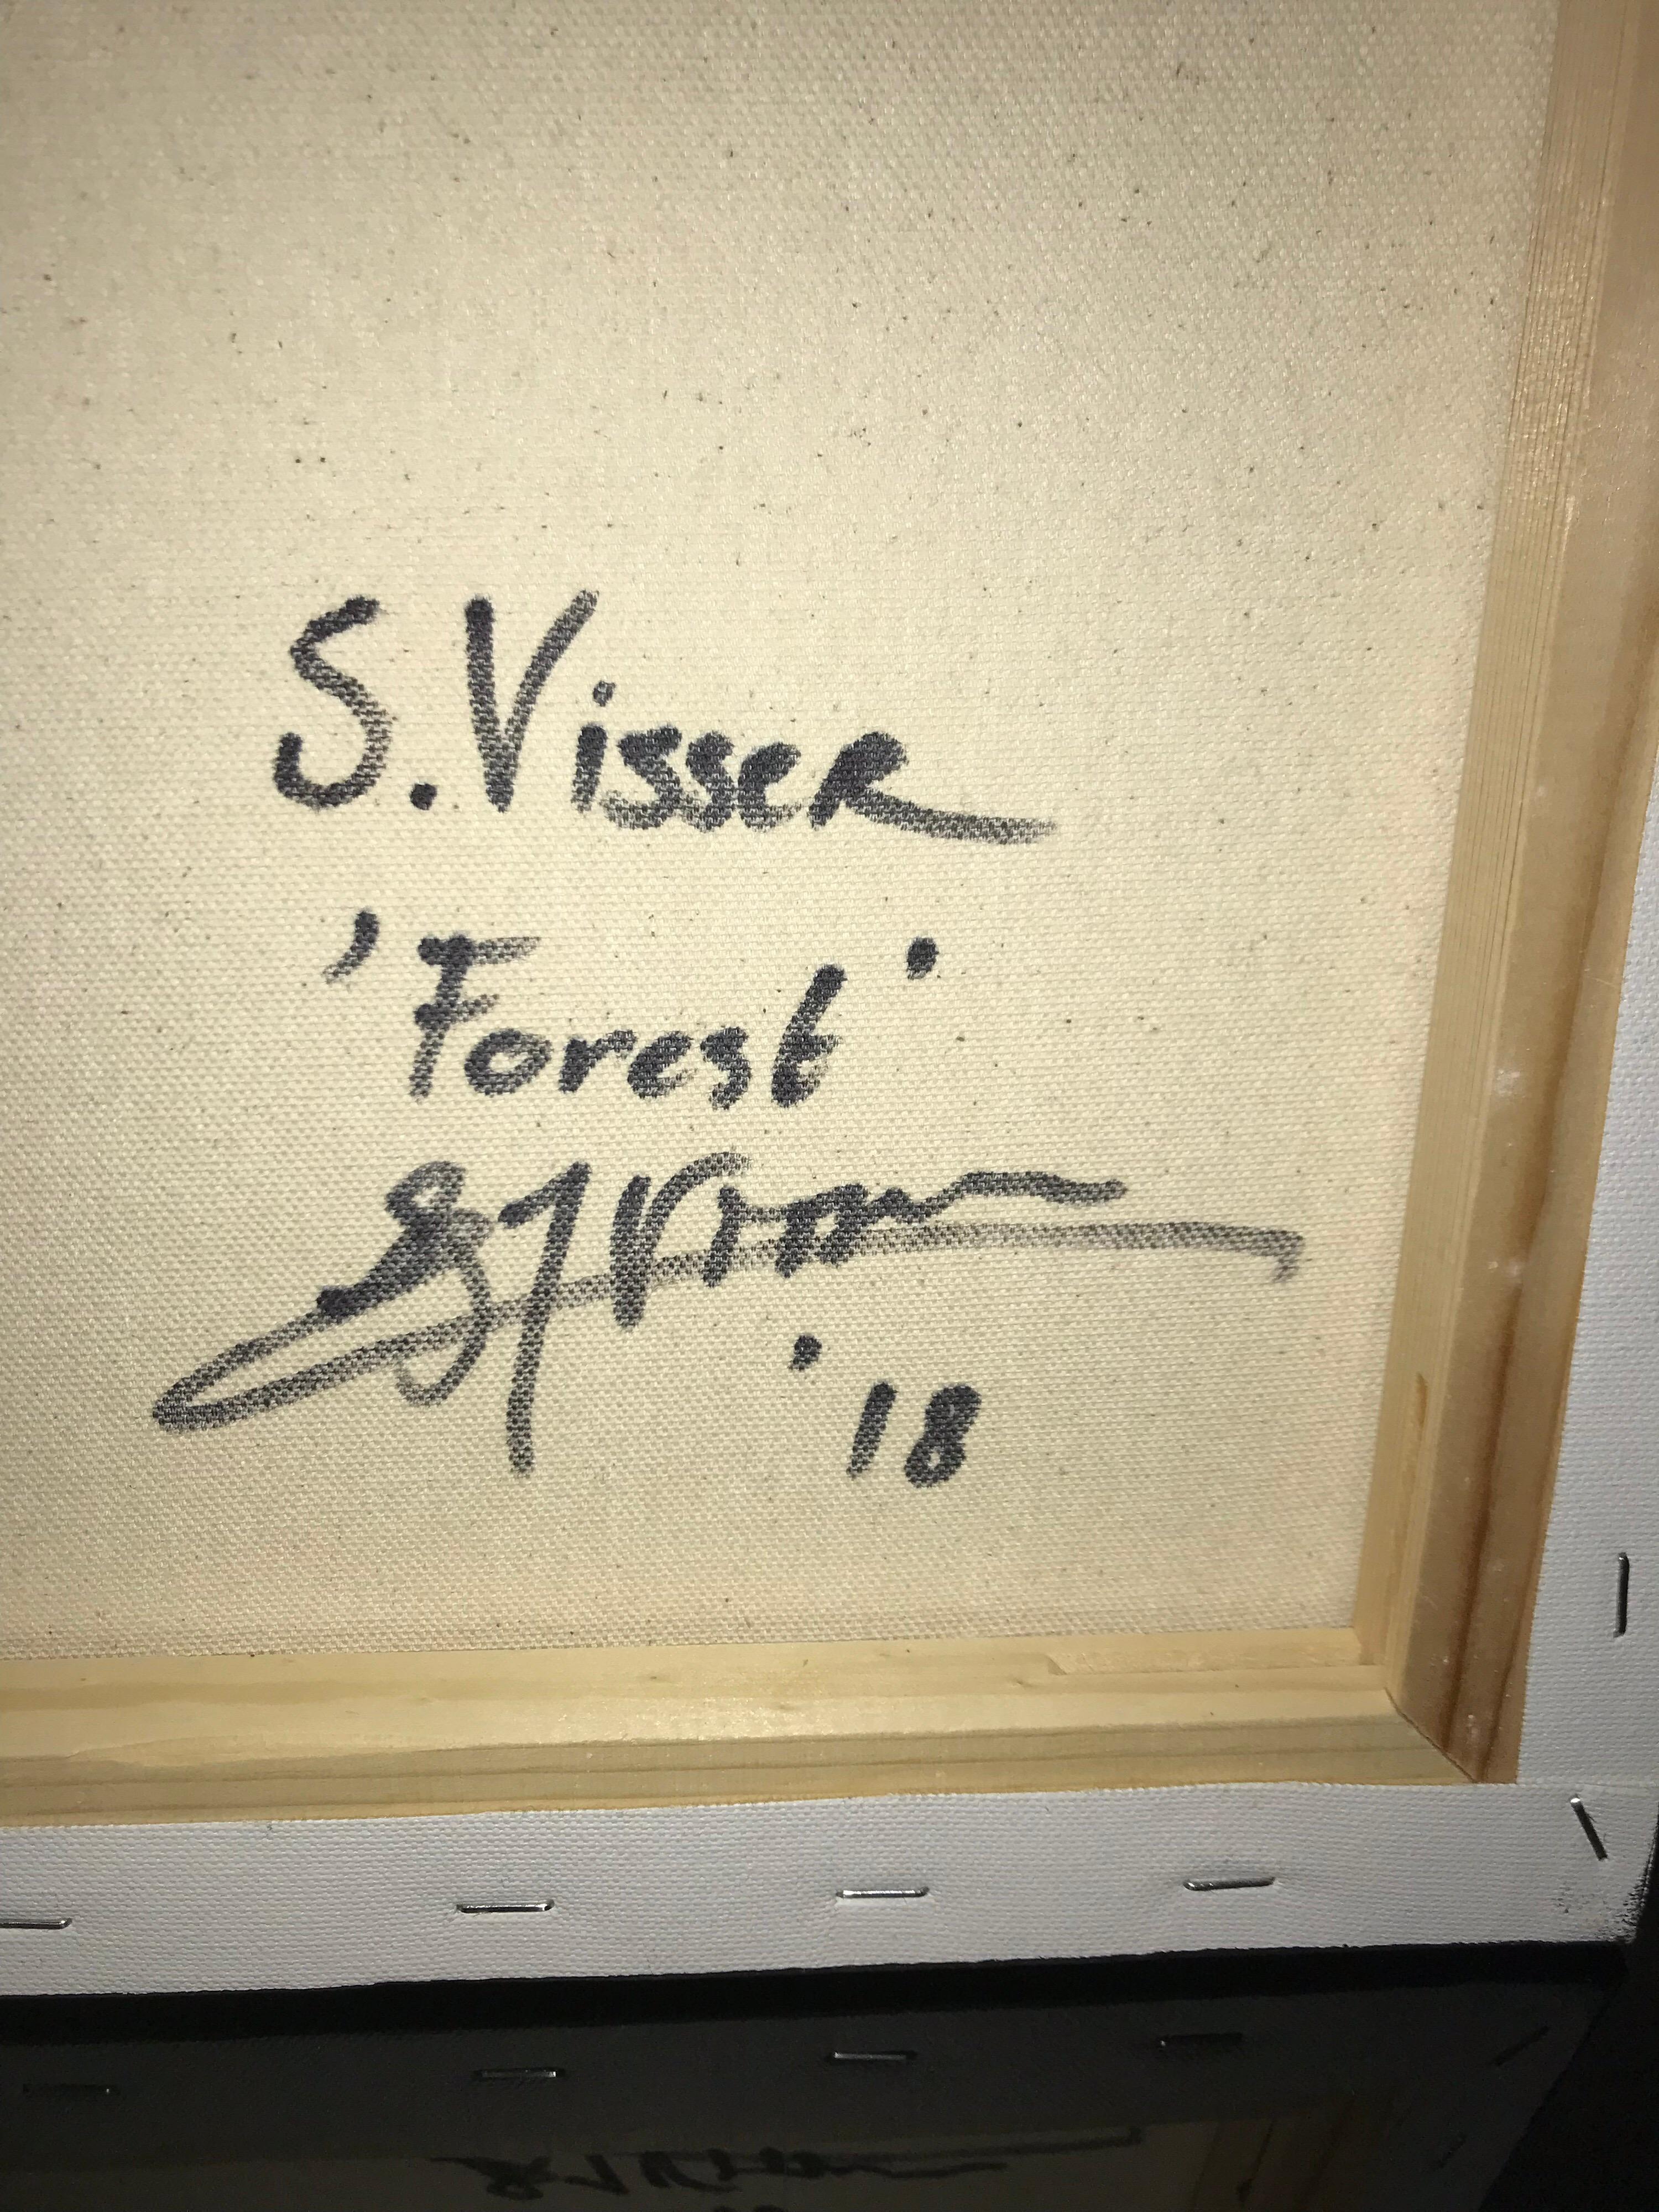 S. Visser
'Forest'
'18